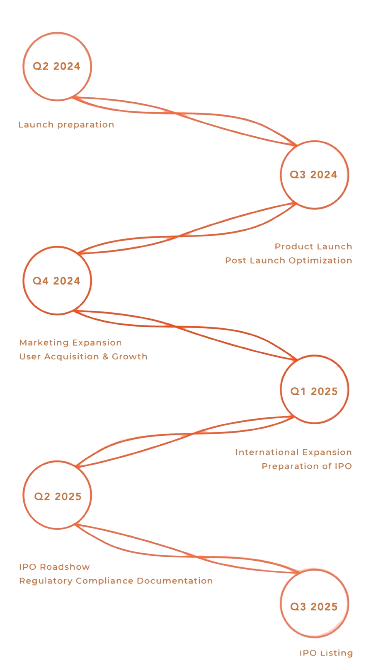 Q2 2024
Launch preparation
Q3 2024
Product Launch
Post Launch Optimization
Q4 2024
Marketing Expansion
User Acquisition & Growth
Q1 2025
International Expansion
Preparation of IPO
Q2 2025
IPO Roadshow
Regulatory Compliance Documentation
Q3 2025
IPO Listing